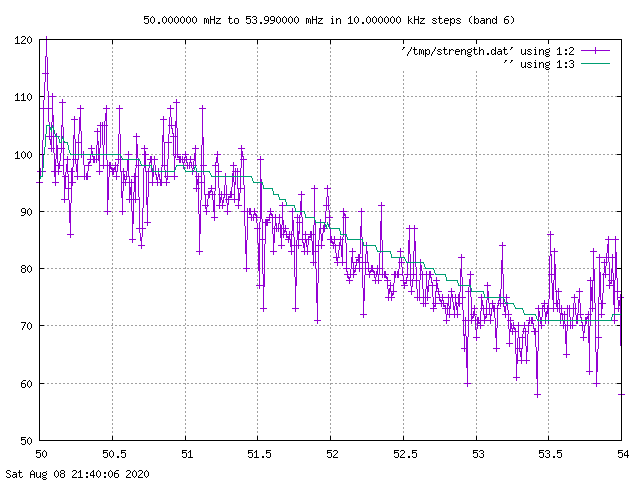 50.000000 mHz to 53.990000 mHz in 10.000000 kHz steps (band 6)
'/tmp/strength.dat' using 1:2
'' using 1:3
120
110
100
90
80
70
60
50
50 50.5 51 51.5 52 52.5 53 53.5 54
Sat Aug 08 21:40:06 2020